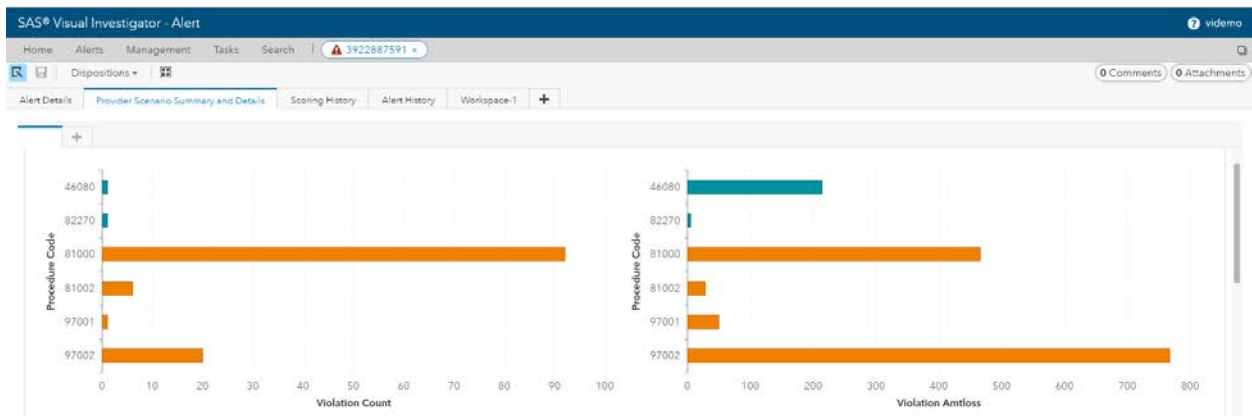 SAS® Visual Investigator - Alert
videmo
Home Alerts Management Tasks Search 3922887591 ×
Dispositions
0 Comments 0 Attachments
Alert Details Provider Scenario Summary and Details Scoring History Alert History Workspace-1 +
+
Procedure Code
46080
82270
81000
81002
97001
97002
0 10 20 30 40 50 60 70 80 90 100
Violation Count
Procedure Code
46080
82270
81000
81002
97001
97002
0 100 200 300 400 500 600 700 800
Violation Amtloss